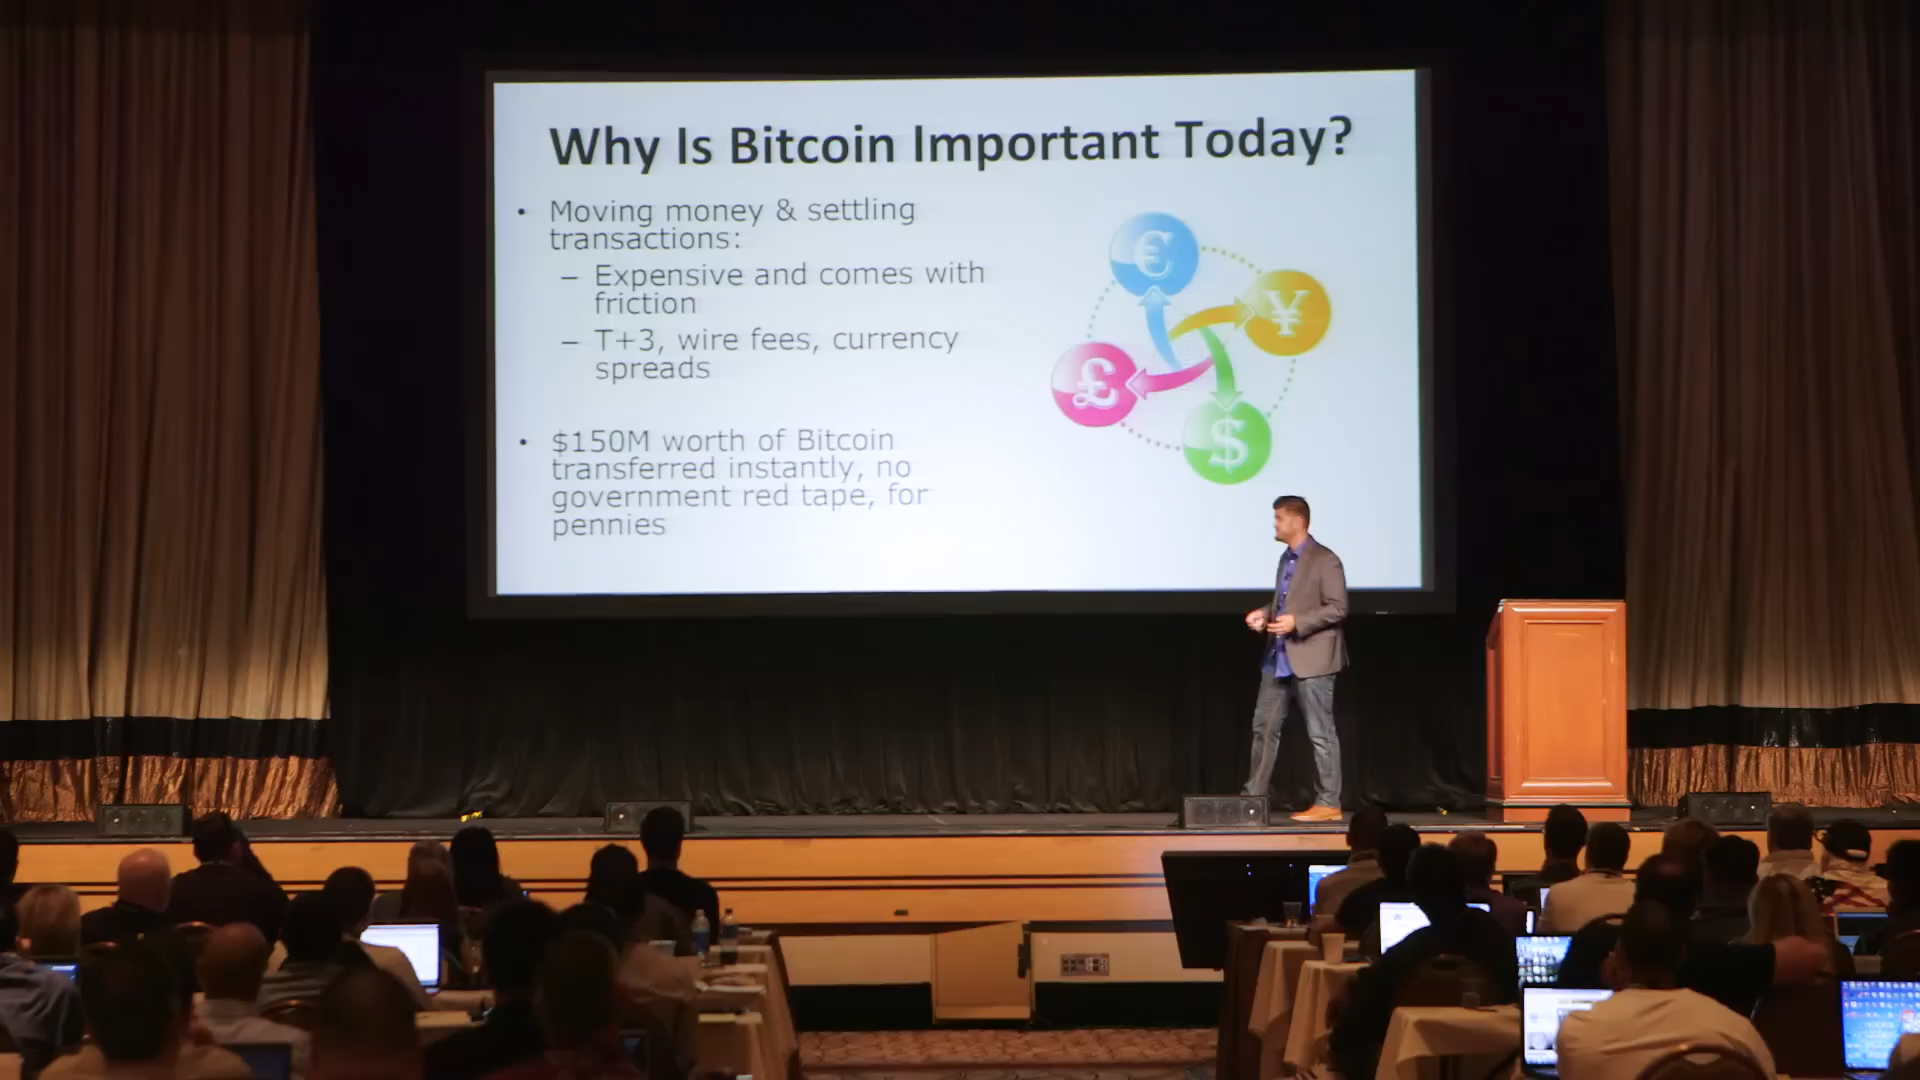 Why Is Bitcoin Important Today?
• Moving money & settling
transactions:
– Expensive and comes with
friction
– T+3, wire fees, currency
spreads
• $150M worth of Bitcoin
transferred instantly, no
government red tape, for
pennies
€
¥
£
$